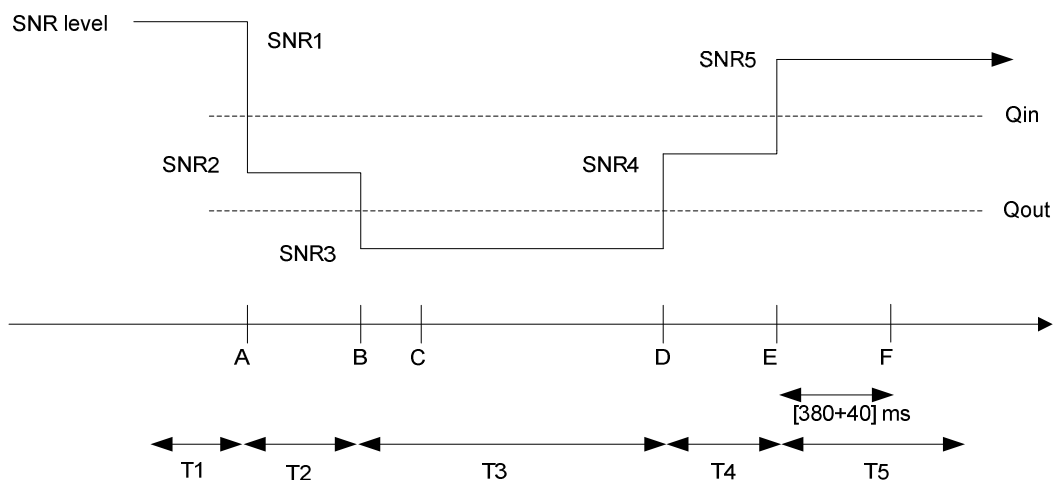 SNR level
SNR1
SNR5
Qin
SNR2
SNR4
Qout
SNR3
A B C D E F
[380+40] ms
T1 T2 T3 T4 T5